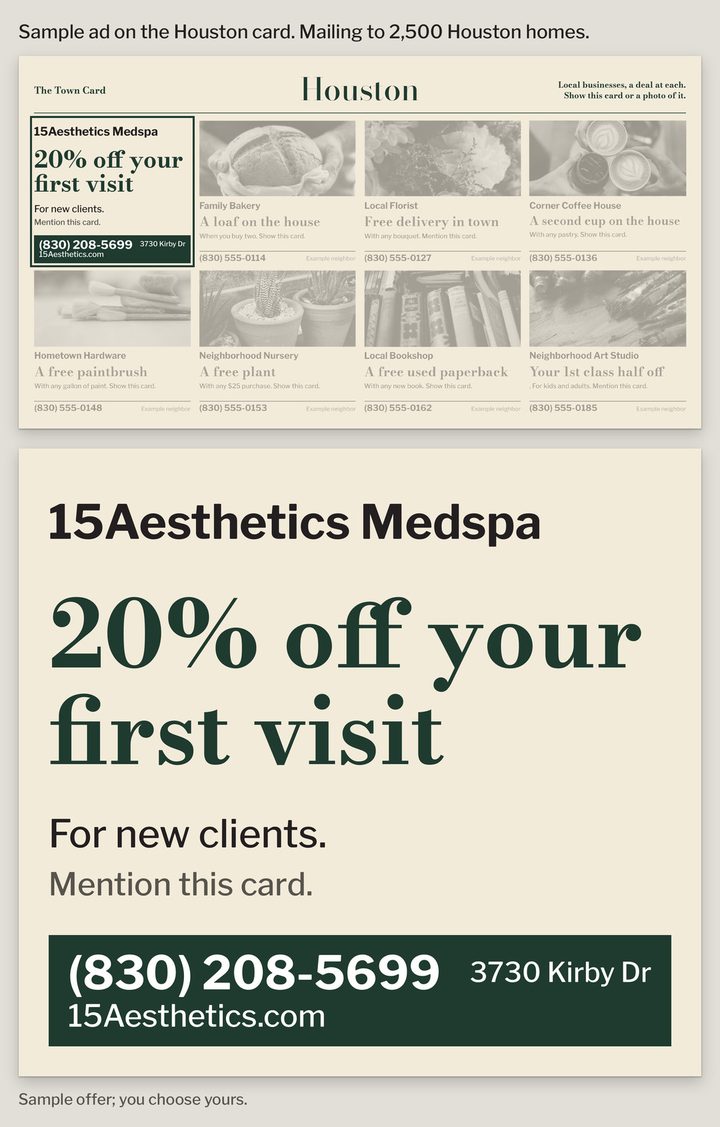 Sample ad on the Houston card. Mailing to 2,500 Houston homes.
The Town Card
Houston
Local businesses, a deal at each.
Show this card or a photo of it.
15Aesthetics Medspa
20% off your
first visit
For new clients.
Mention this card.
(830) 208-5699 3730 Kirby Dr
15Aesthetics.com
Family Bakery
A loaf on the house
When you buy two. Show this card.
(830) 555-0114 Example neighbor
Local Florist
Free delivery in town
With any bouquet. Mention this card.
(830) 555-0127 Example neighbor
Corner Coffee House
A second cup on the house
With any pastry. Show this card.
(830) 555-0136 Example neighbor
Hometown Hardware
A free paintbrush
With any gallon of paint. Show this card.
(830) 555-0148 Example neighbor
Neighborhood Nursery
A free plant
With any $25 purchase. Show this card.
(830) 555-0153 Example neighbor
Local Bookshop
A free used paperback
With any new book. Show this card.
(830) 555-0162 Example neighbor
Neighborhood Art Studio
Your 1st class half off
For kids and adults. Mention this card.
(830) 555-0185 Example neighbor
15Aesthetics Medspa
20% off your
first visit
For new clients.
Mention this card.
(830) 208-5699 3730 Kirby Dr
15Aesthetics.com
Sample offer; you choose yours.